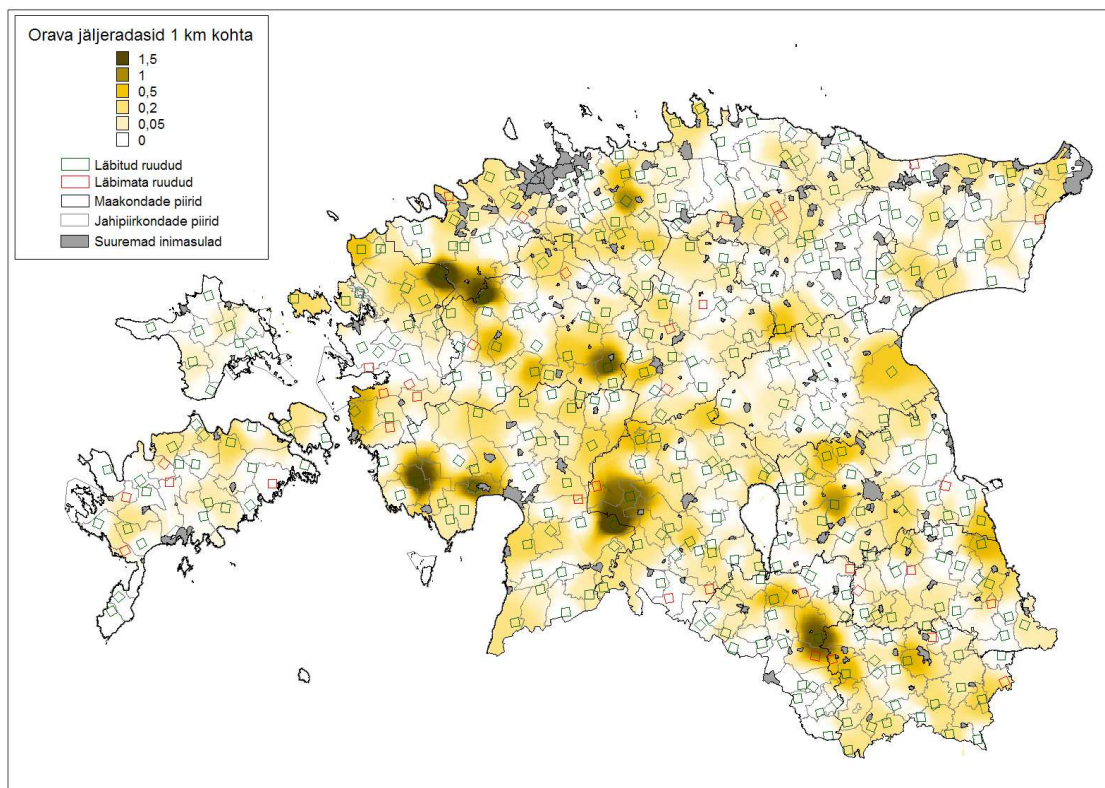 Orava jäljeradasid 1 km kohta
1,5
1
0,5
0,2
0,05
0
Läbitud ruudud
Läbimata ruudud
Maakondade piirid
Jahipiirkondade piirid
Suuremad inimasulad